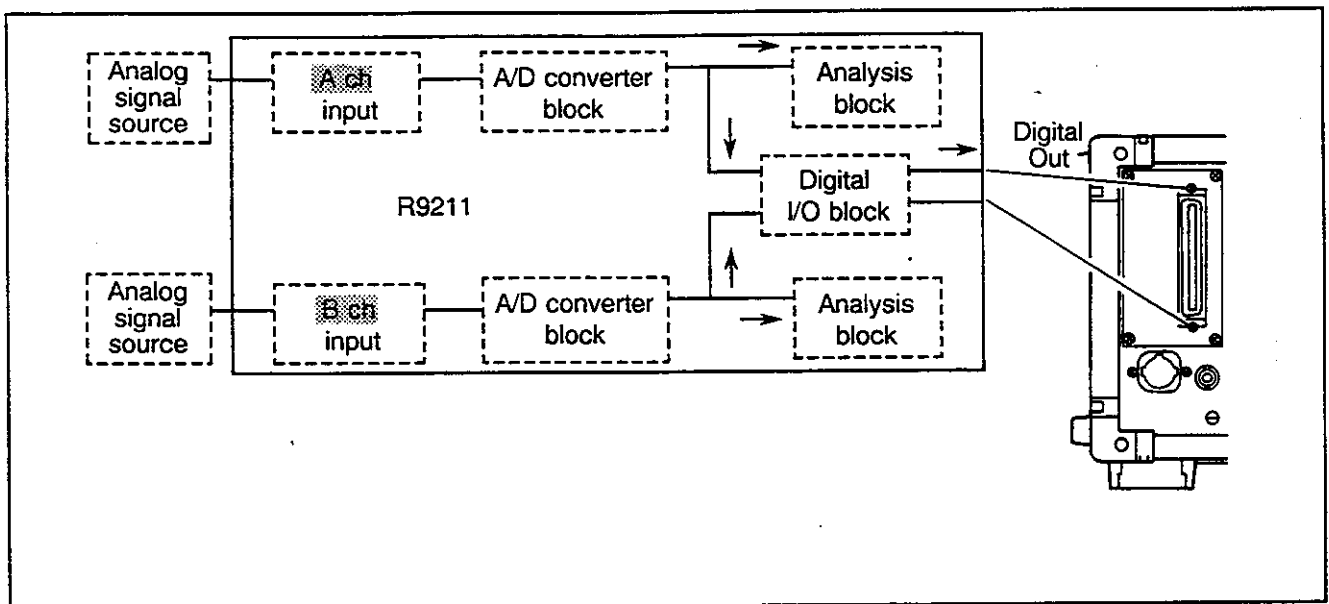 Analog
signal
source
A ch
input
A/D converter
block
Analysis
block
Digital
I/O block
Digital
Out
R9211
Analog
signal
source
B ch
input
A/D converter
block
Analysis
block